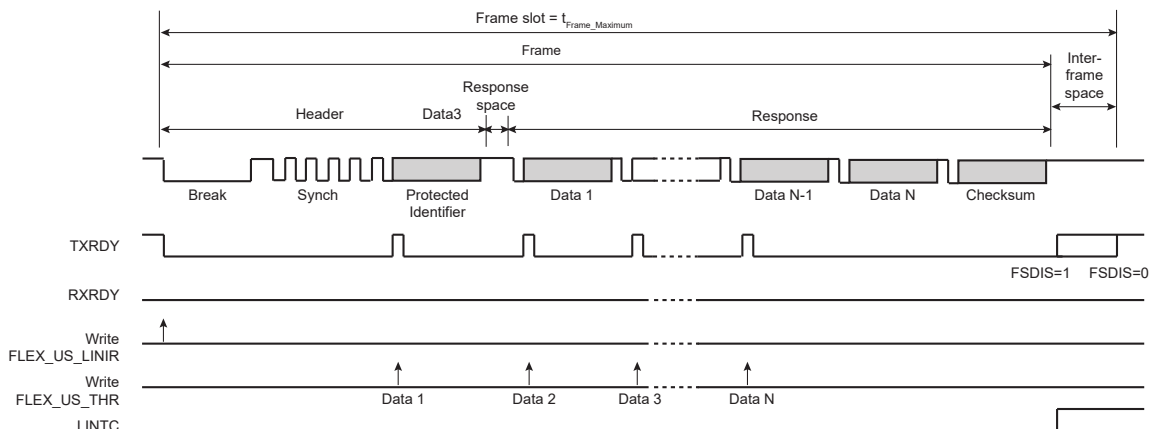 Frame slot = tFrame_Maximum
Frame
Inter-
frame
space
Response
space
Header
Data3
Response
Break
Synch
Protected
Identifier
Data 1
Data N-1
Data N
Checksum
TXRDY
FSDIS=1
FSDIS=0
RXRDY
Write
FLEX_US_LINIR
Write
FLEX_US_THR
Data 1
Data 2
Data 3
Data N
LINTC